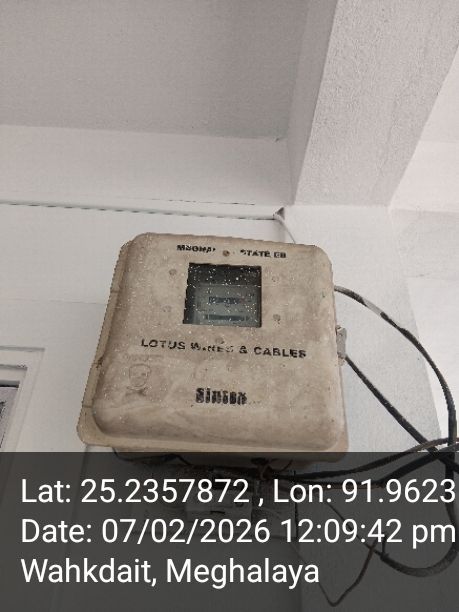 STATE EB
LOTUS WIRES & CABLES
Sintex
Lat: 25.2357872 , Lon: 91.9623
Date: 07/02/2026 12:09:42 pm
Wahkdait, Meghalaya